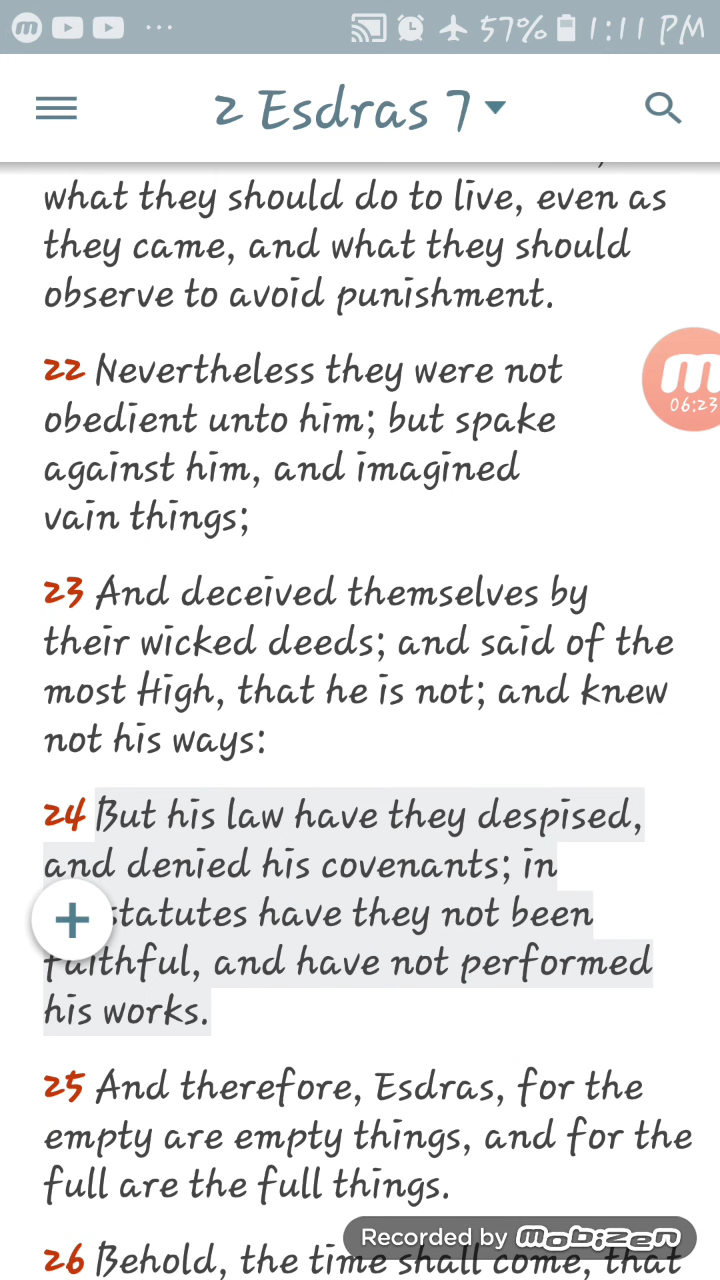 57% 1:11 PM
2 Esdras 7
what they should do to live, even as
they came, and what they should
observe to avoid punishment.
22 Nevertheless they were not
obedient unto him; but spake
against him, and imagined
vain things;
06:23
23 And deceived themselves by
their wicked deeds; and said of the
most High, that he is not; and knew
not his ways:
24 But his law have they despised,
and denied his covenants; in
statutes have they not been
faithful, and have not performed
his works.
25 And therefore, Esdras, for the
empty are empty things, and for the
full are the full things.
Recorded by mobizen
26 Behold, the time shall come, that